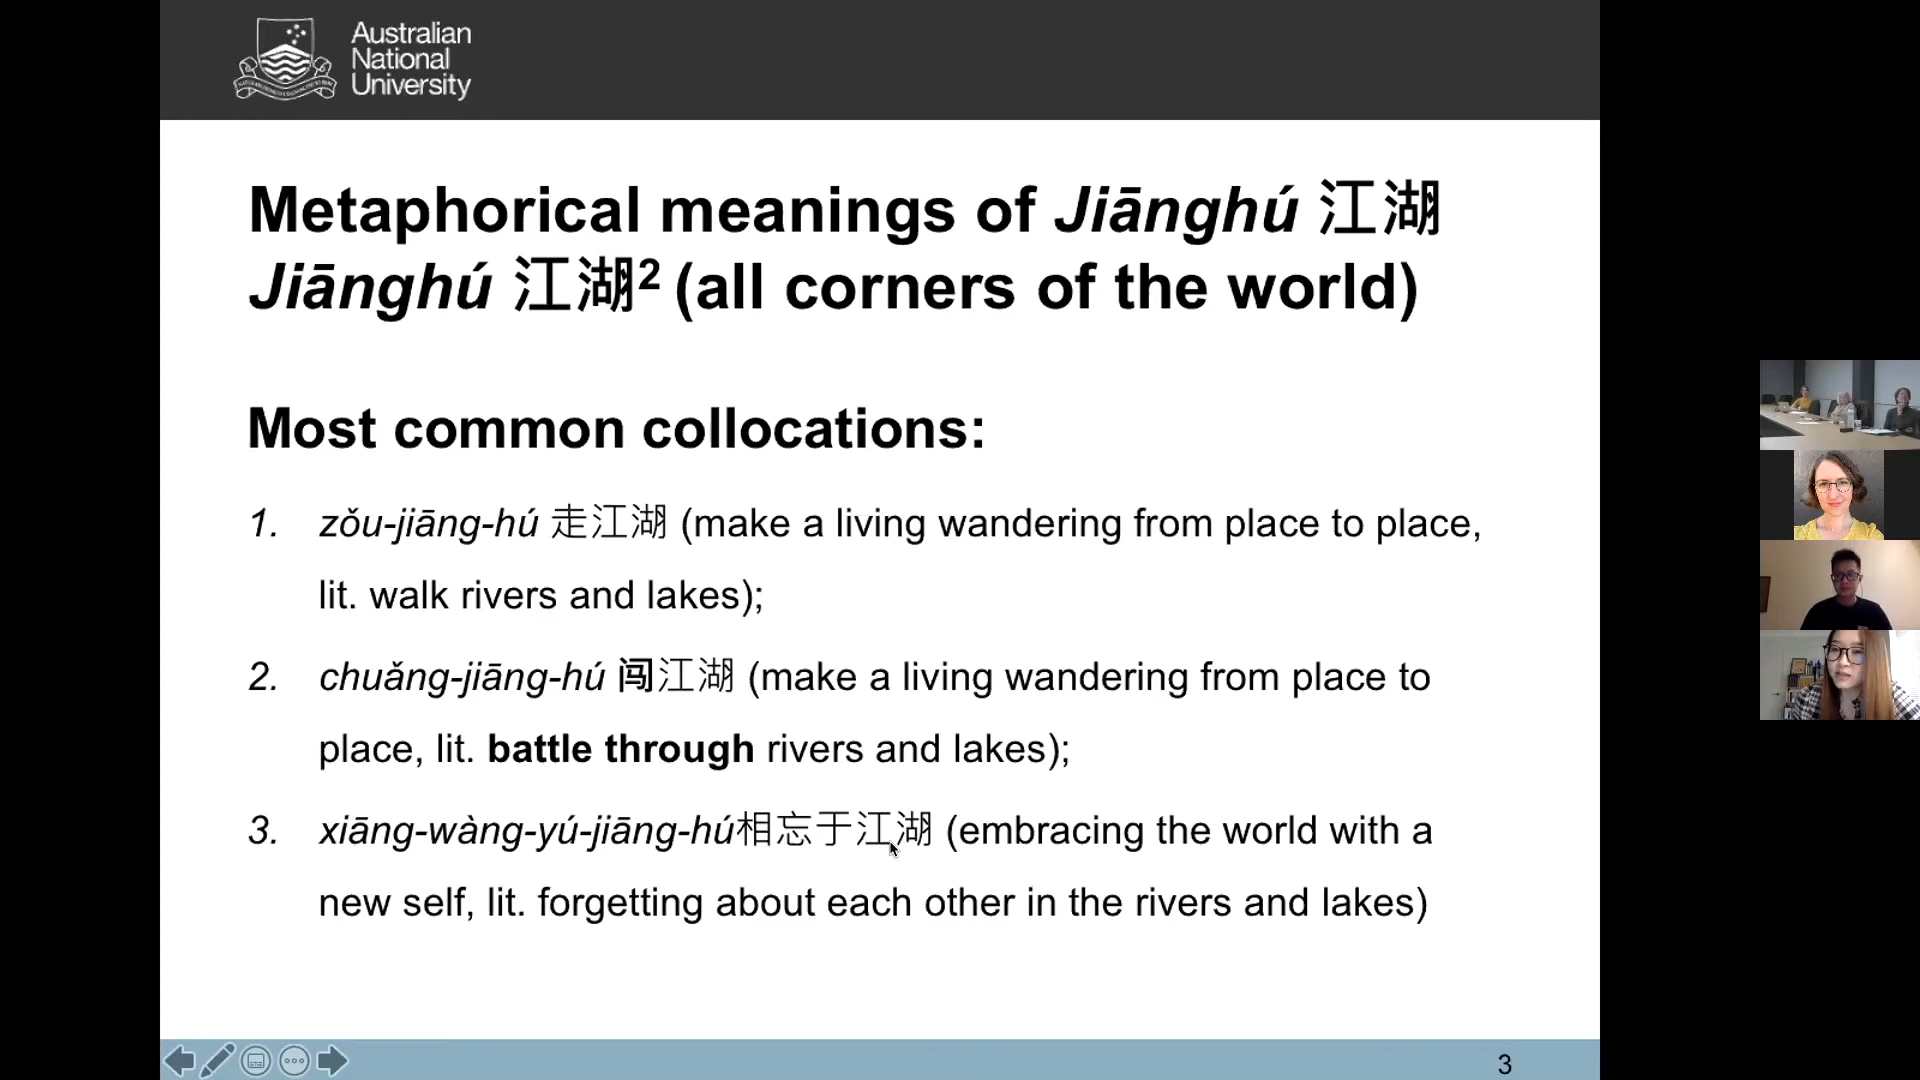 Australian
National
University
Metaphorical meanings of Jiānghú 江湖
Jiānghú 江湖² (all corners of the world)
Most common collocations:
1. zǒu-jiāng-hú 走江湖 (make a living wandering from place to place,
lit. walk rivers and lakes);
2. chuǎng-jiāng-hú 闯江湖 (make a living wandering from place to
place, lit. battle through rivers and lakes);
3. xiāng-wàng-yú-jiāng-hú相忘于江湖 (embracing the world with a
new self, lit. forgetting about each other in the rivers and lakes)
3